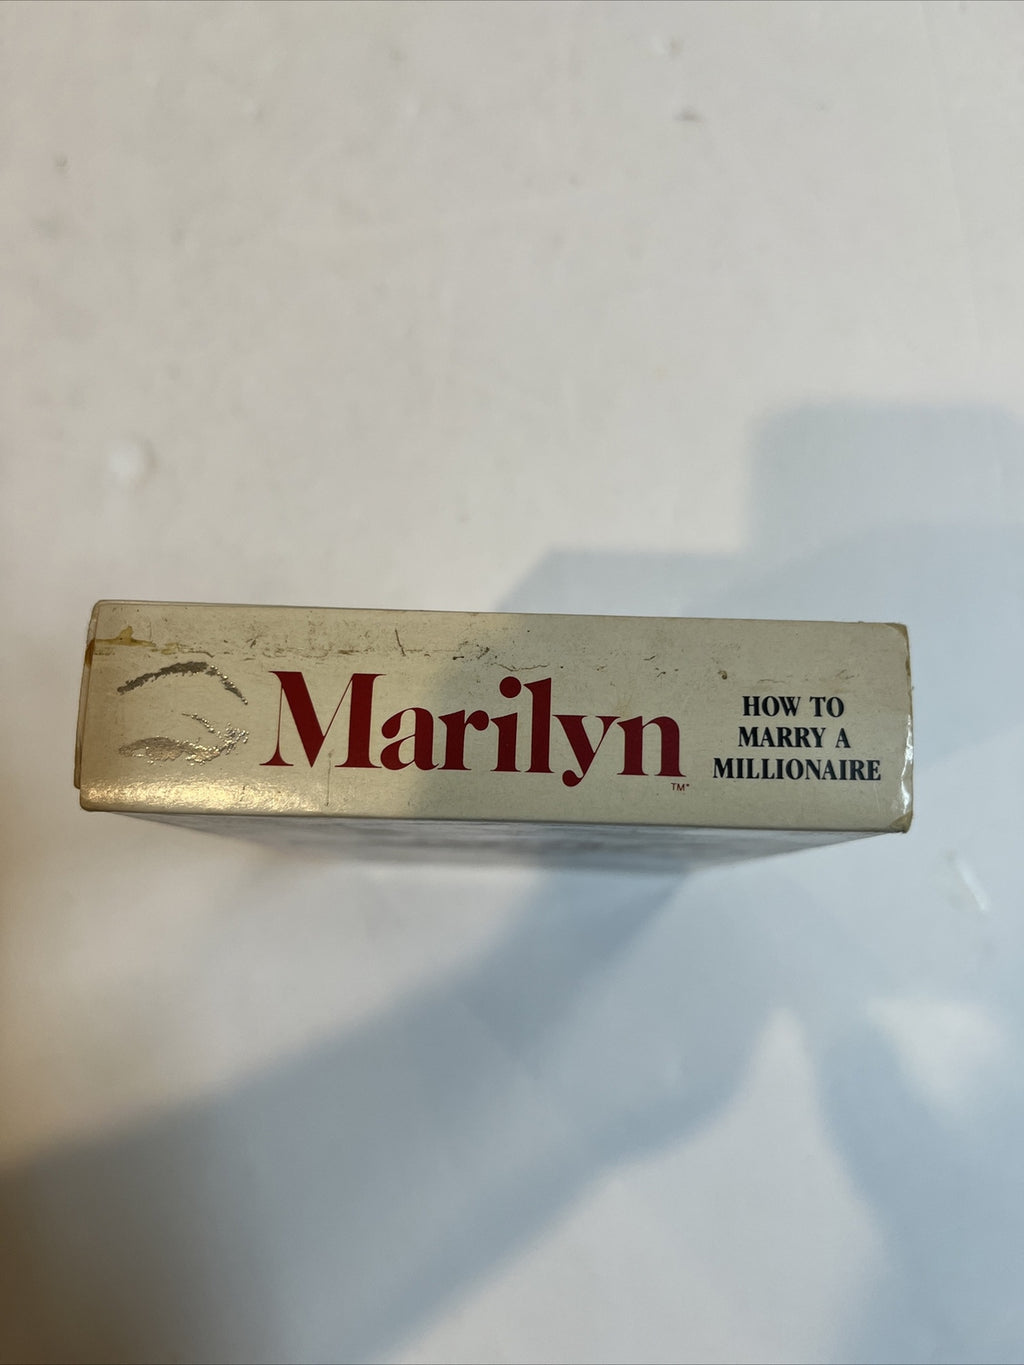 Marilyn
TM*
HOW TO
MARRY A
MILLIONAIRE